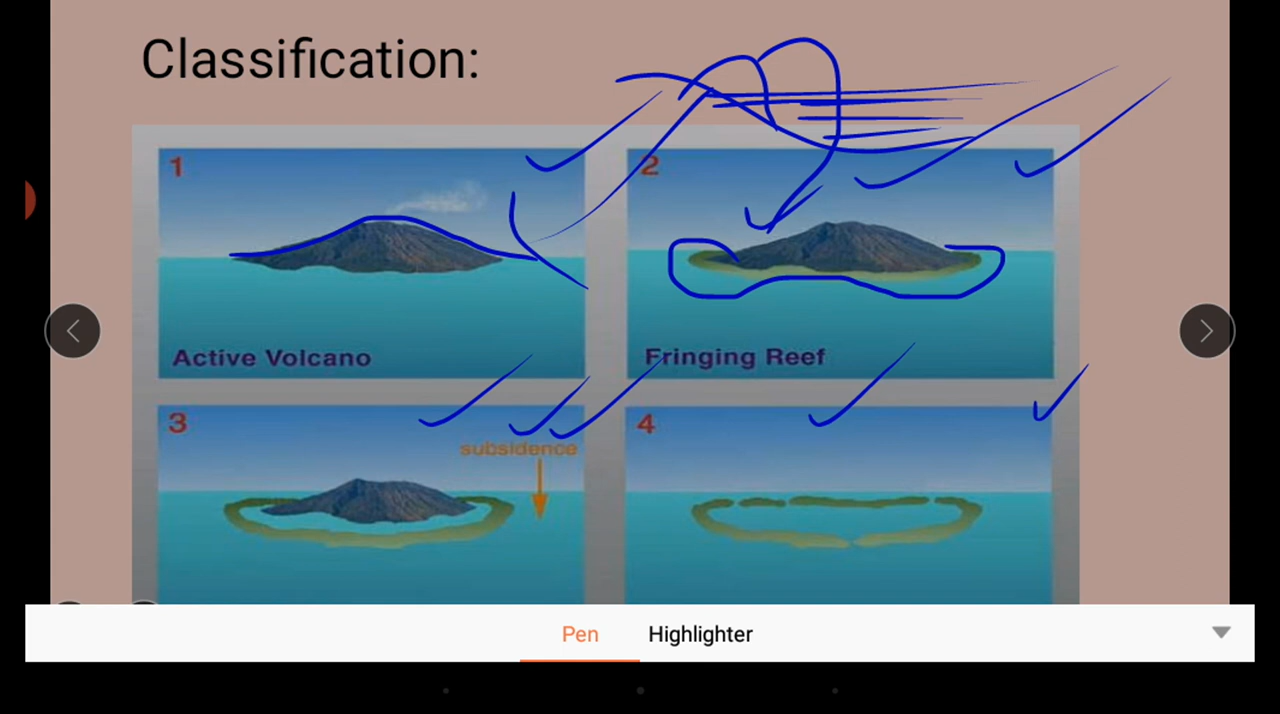 Classification:
1
2
Active Volcano
Fringing Reef
3
4
subsidence
Pen
Highlighter